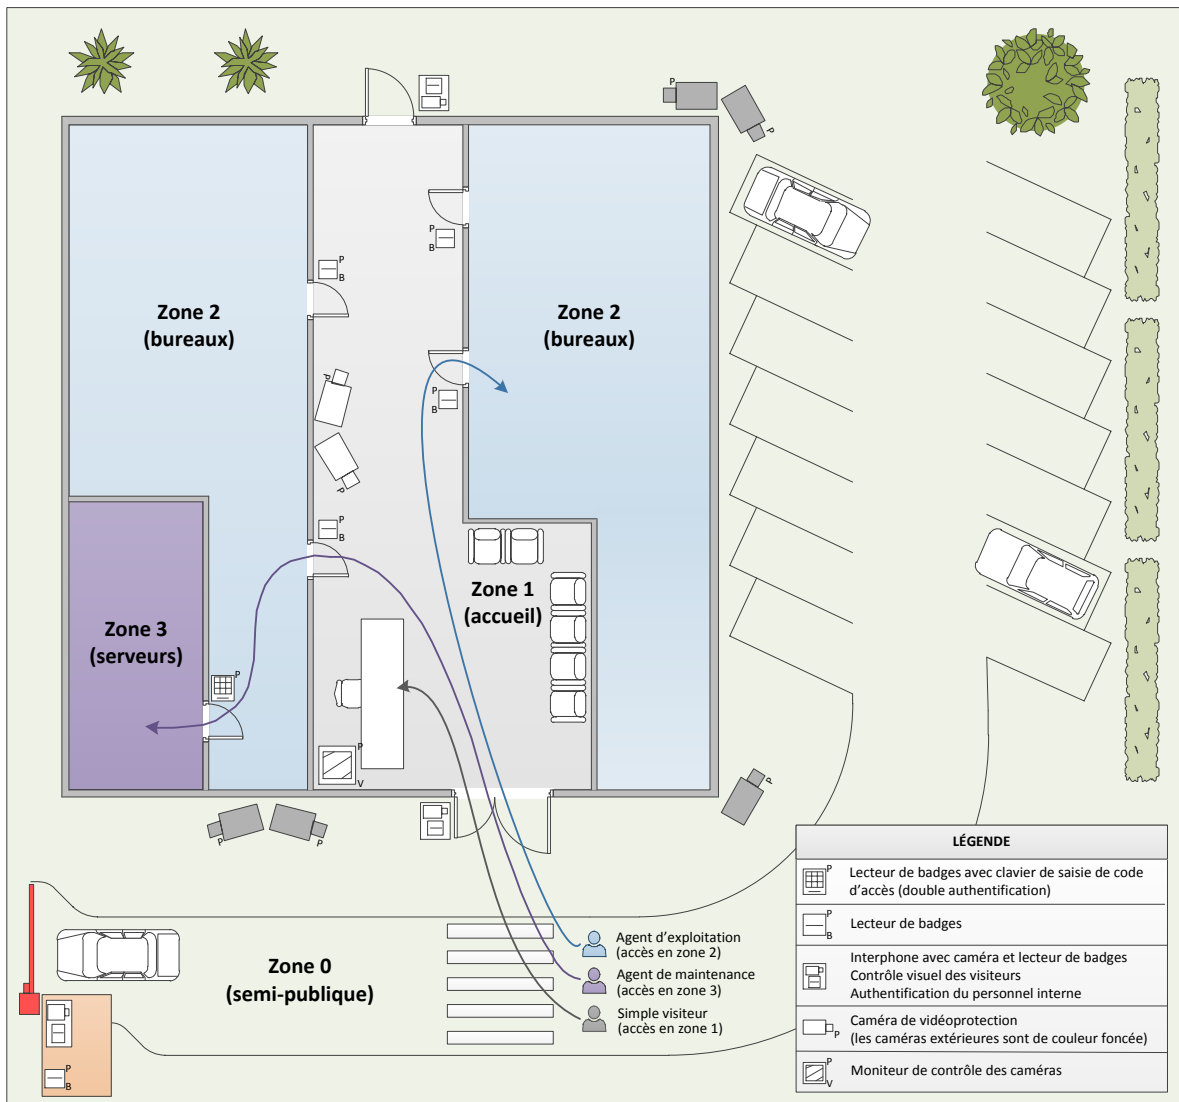 P
P
P
B
P
B
Zone 2
(bureaux)
Zone 2
(bureaux)
P
P
B
P
P
B
Zone 1
(accueil)
Zone 3
(serveurs)
P
P
V
P
P
P
Agent d’exploitation
(accès en zone 2)
Zone 0
(semi-publique)
Agent de maintenance
(accès en zone 3)
Simple visiteur
(accès en zone 1)
P
B
LÉGENDE
P
Lecteur de badges avec clavier de saisie de code
d’accès (double authentification)
P
B
Lecteur de badges
Interphone avec caméra et lecteur de badges
Contrôle visuel des visiteurs
Authentification du personnel interne
P
Caméra de vidéoprotection
(les caméras extérieures sont de couleur foncée)
P
V
Moniteur de contrôle des caméras